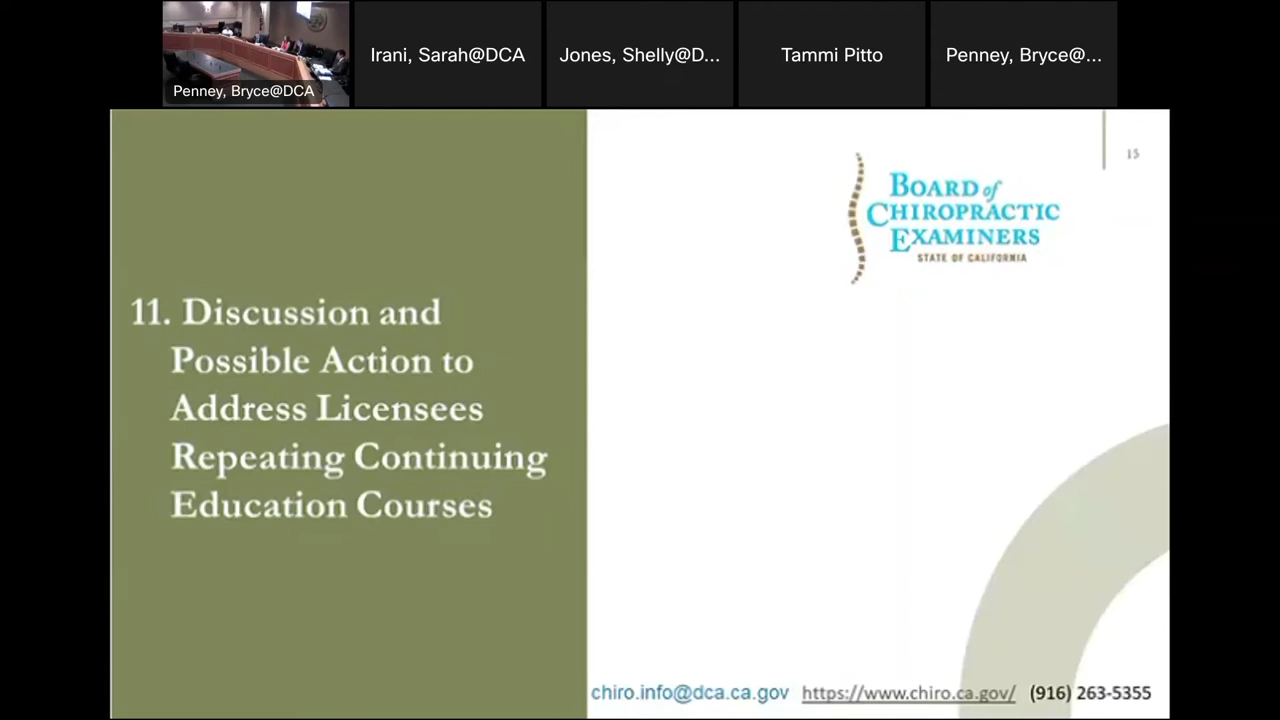 Penney, Bryce@DCA
Irani, Sarah@DCA
Jones, Shelly@D...
Tammi Pitto
Penney, Bryce@...
15
BOARD of
CHIROPRACTIC
EXAMINERS
STATE OF CALIFORNIA
11. Discussion and
Possible Action to
Address Licensees
Repeating Continuing
Education Courses
chiro.info@dca.ca.gov https://www.chiro.ca.gov/ (916) 263-5355